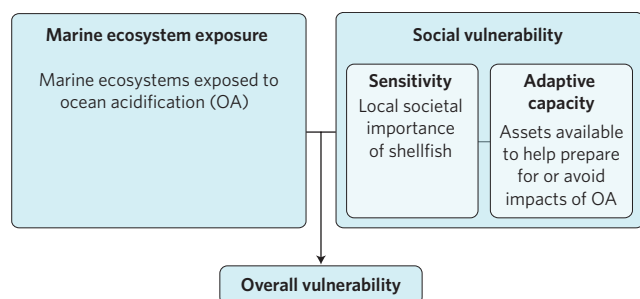 Marine ecosystem exposure
Marine ecosystems exposed to
ocean acidification (OA)
Social vulnerability
Sensitivity
Local societal
importance
of shellfish
Adaptive
capacity
Assets available
to help prepare
for or avoid
impacts of OA
Overall vulnerability